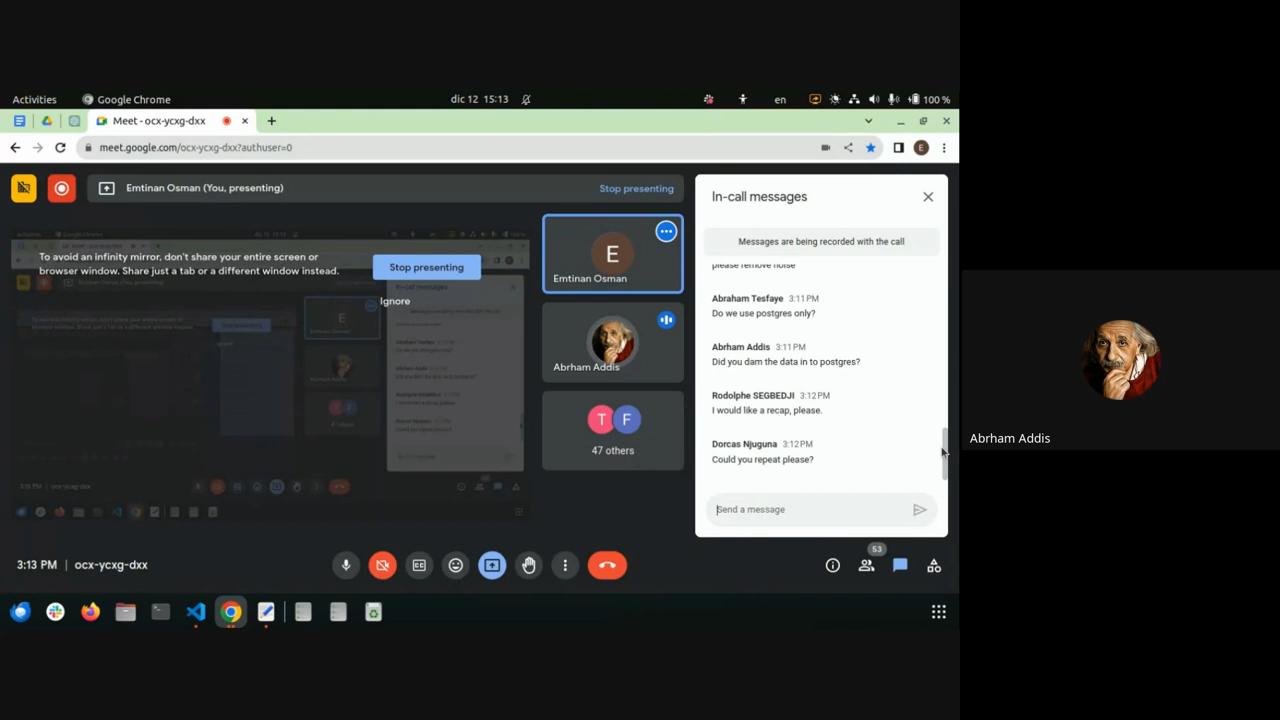 Activities
Google Chrome
dic 12 15:13
en
100 %
Meet - ocx-ycxg-dxx
meet.google.com/ocx-ycxg-dxx?authuser=0
E
Emtinan Osman (You, presenting)
Stop presenting
To avoid an infinity mirror, don't share your entire screen or
browser window. Share just a tab or a different window instead.
Stop presenting
Ignore
E
Emtinan Osman
Abrham Addis
T F
47 others
In-call messages
Messages are being recorded with the call
please remove noise
Abraham Tesfaye 3:11 PM
Do we use postgres only?
Abrham Addis 3:11 PM
Did you dam the data in to postgres?
Rodolphe SEGBEDJI 3:12 PM
I would like a recap, please.
Dorcas Njuguna 3:12 PM
Could you repeat please?
Send a message
3:13 PM | ocx-ycxg-dxx
53
Abrham Addis